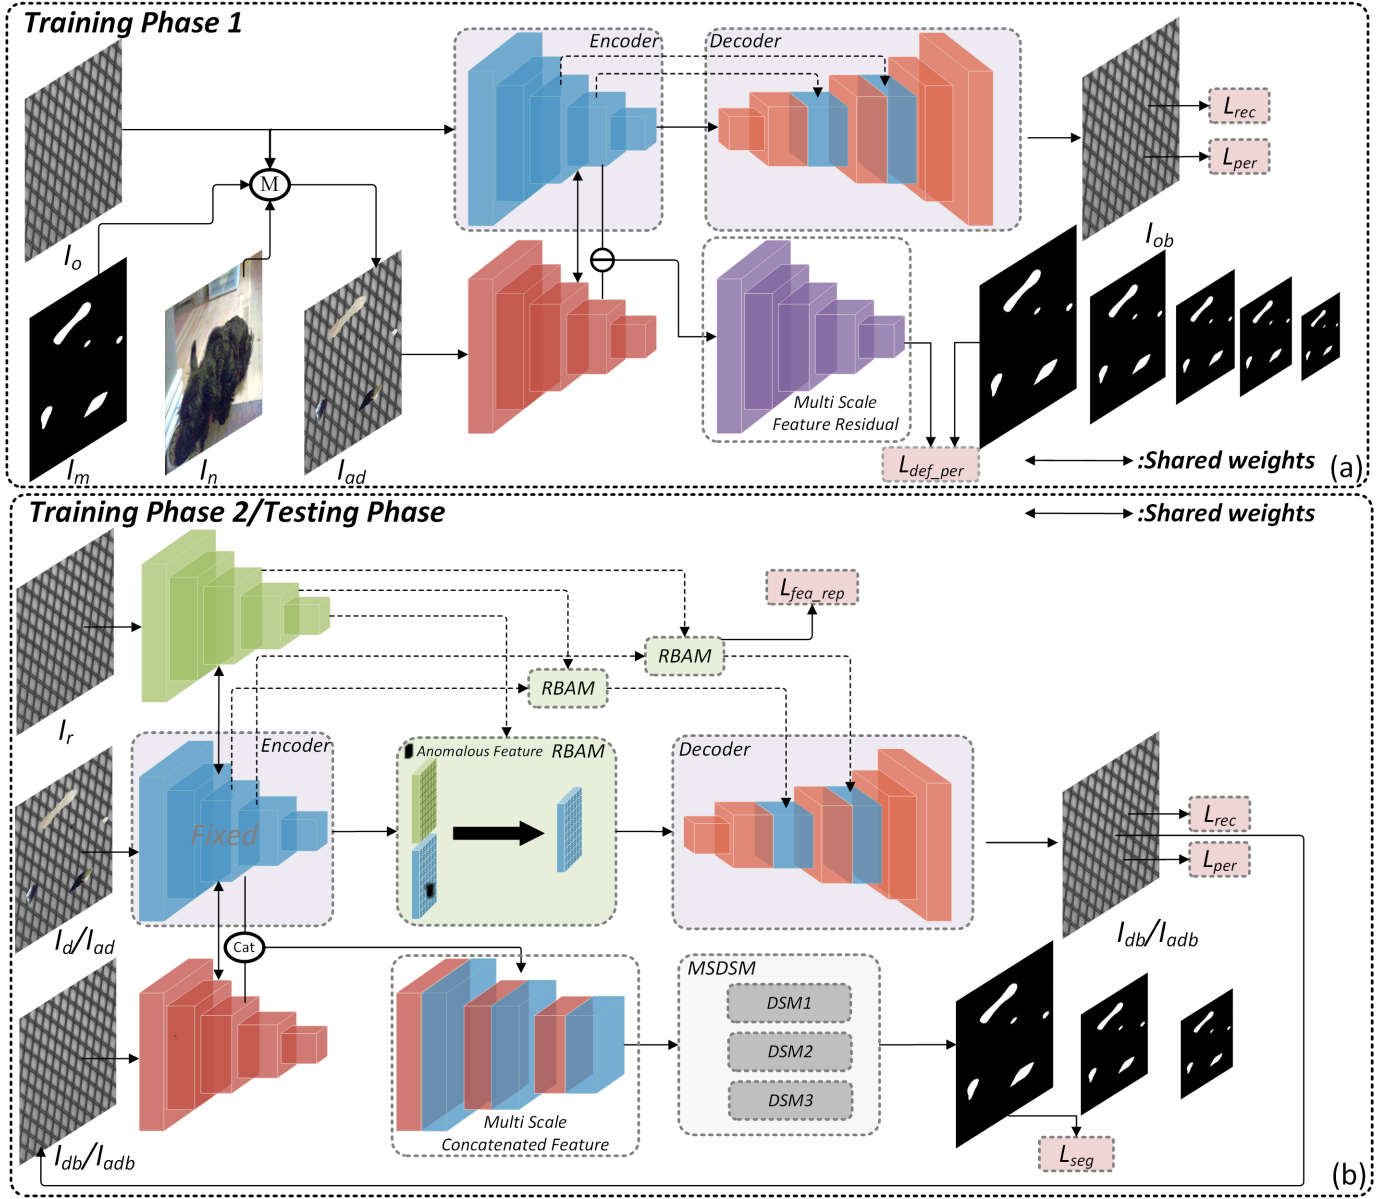 Training Phase 1
Encoder
Decoder
L_rec
L_per
M
I_o
I_ob
I_m
I_n
I_ad
Multi Scale
Feature Residual
L_def_per
:Shared weights
(a)
Training Phase 2/Testing Phase
:Shared weights
L_fea_rep
RBAM
RBAM
I_r
Encoder
Anomalous Feature
RBAM
Decoder
Fixed
L_rec
L_per
I_d/I_ad
Cat
I_db/I_adb
MSDSM
DSM1
DSM2
DSM3
Multi Scale
Concatenated Feature
I_db/I_adb
L_seg
(b)